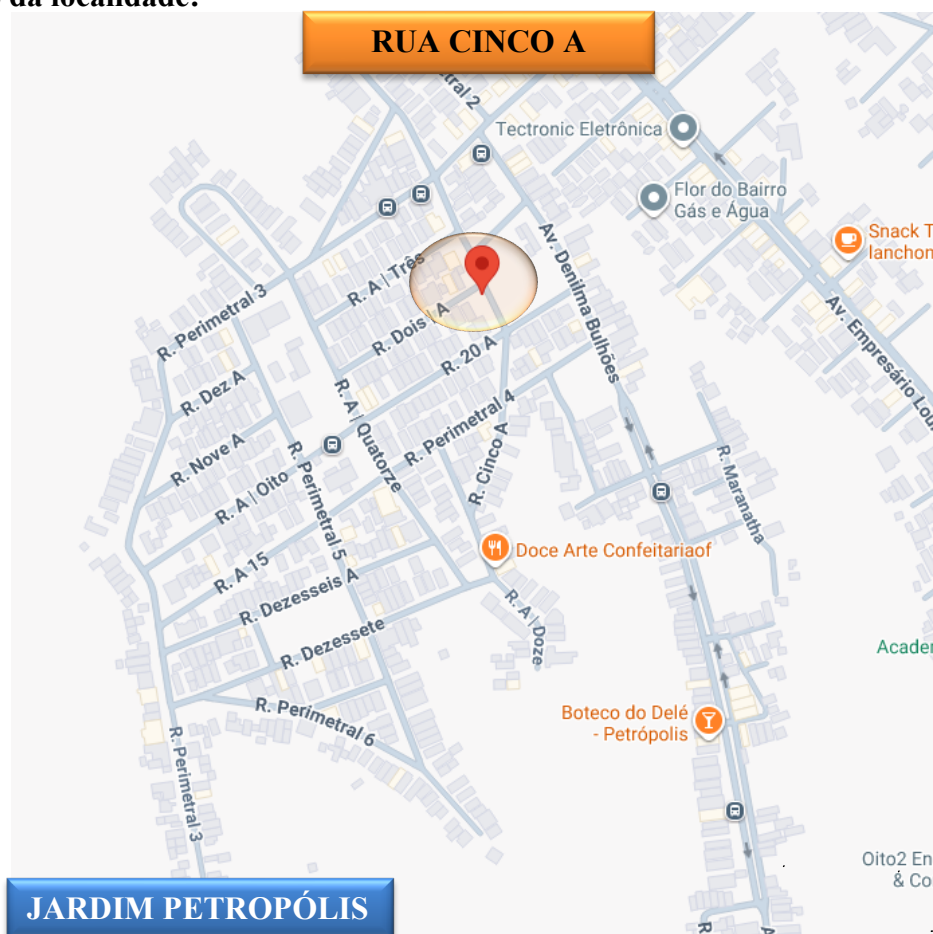 da localidade:
RUA CINCO A
tral 2
Tectronic Eletrônica
Flor do Bairro
Gás e Água
Snack T
lanchon
Av. Denilma Bulhões
R. A | Três
R. Perimetral 3
R. Dois | A
Av. Empresário Lou
R. 20 A
R. Dez A
R. Perimetral 4
R. A | Quatorze
R. Nove A
R. Cinco A
R. Maranatha
R. A | Oito
R. Perimetral 5
Doce Arte Confeitariaof
R. A 15
R. Dezesseis A
R. A | Doze
R. Dezessete
Acader
R. Perimetral 6
Boteco do Delé
- Petrópolis
R. Perimetral 3
Oito2 En
& Co
JARDIM PETROPÓLIS
R
A